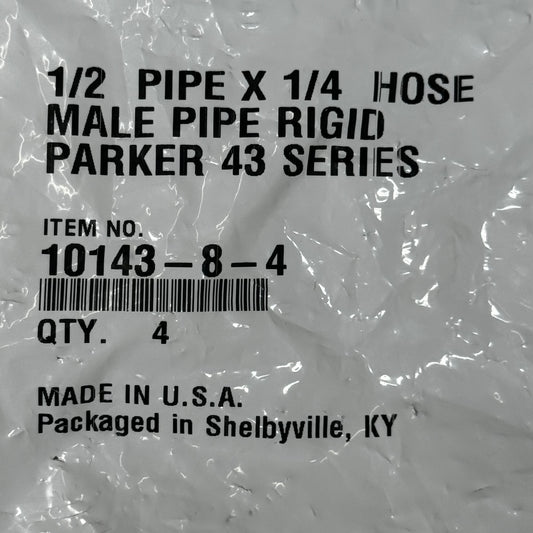 1/2 PIPE X 1/4 HOSE
MALE PIPE RIGID
PARKER 43 SERIES
ITEM NO.
10143-8-4
QTY. 4
MADE IN U.S.A.
Packaged in Shelbyville, KY